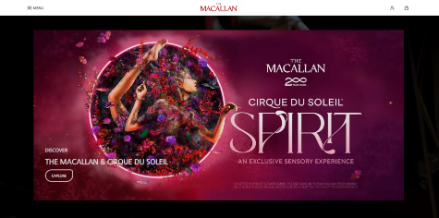 MENU
THE
MACALLAN
THE
MACALLAN
200
CIRQUE DU SOLEIL
SPIRIT
AN EXCLUSIVE SENSORY EXPERIENCE
DISCOVER
THE MACALLAN & CIRQUE DU SOLEIL
EXPLORE